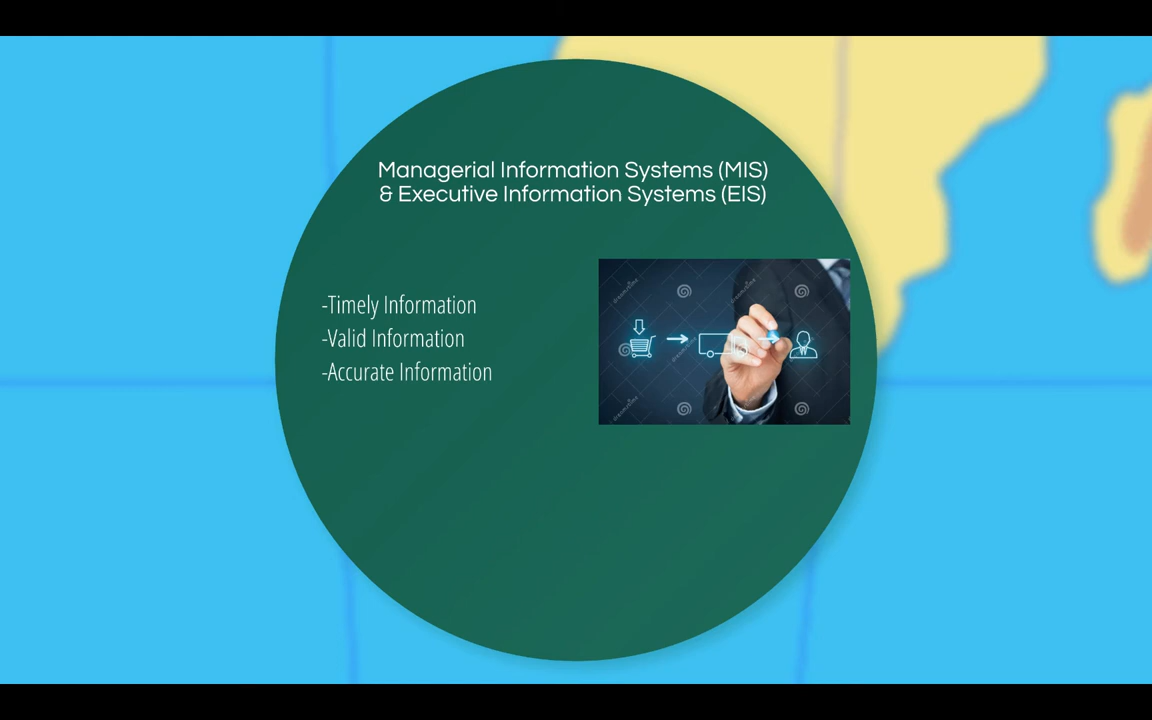 Managerial Information Systems (MIS)
& Executive Information Systems (EIS)
-Timely Information
-Valid Information
-Accurate Information